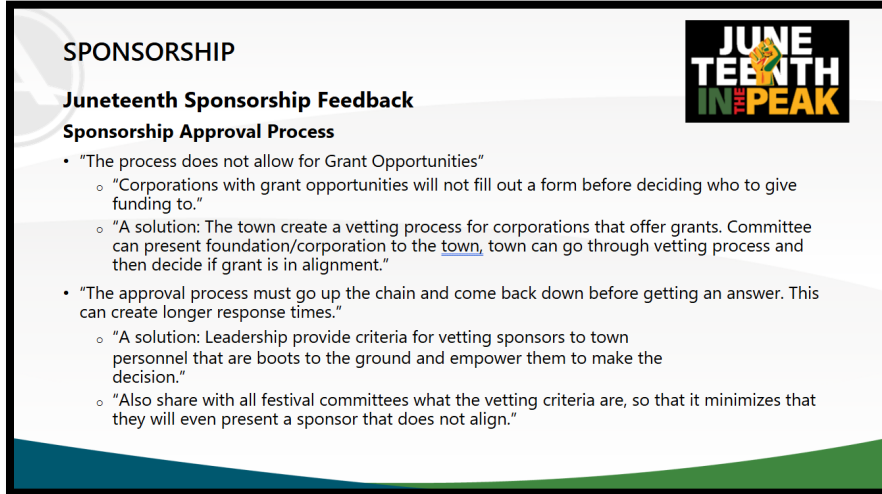 SPONSORSHIP
JUNE
TEENTH
IN THE PEAK
Juneteenth Sponsorship Feedback
Sponsorship Approval Process
• "The process does not allow for Grant Opportunities"
○ "Corporations with grant opportunities will not fill out a form before deciding who to give
funding to."
○ "A solution: The town create a vetting process for corporations that offer grants. Committee
can present foundation/corporation to the town, town can go through vetting process and
then decide if grant is in alignment."
• "The approval process must go up the chain and come back down before getting an answer. This
can create longer response times."
○ "A solution: Leadership provide criteria for vetting sponsors to town
personnel that are boots to the ground and empower them to make the
decision."
○ "Also share with all festival committees what the vetting criteria are, so that it minimizes that
they will even present a sponsor that does not align."